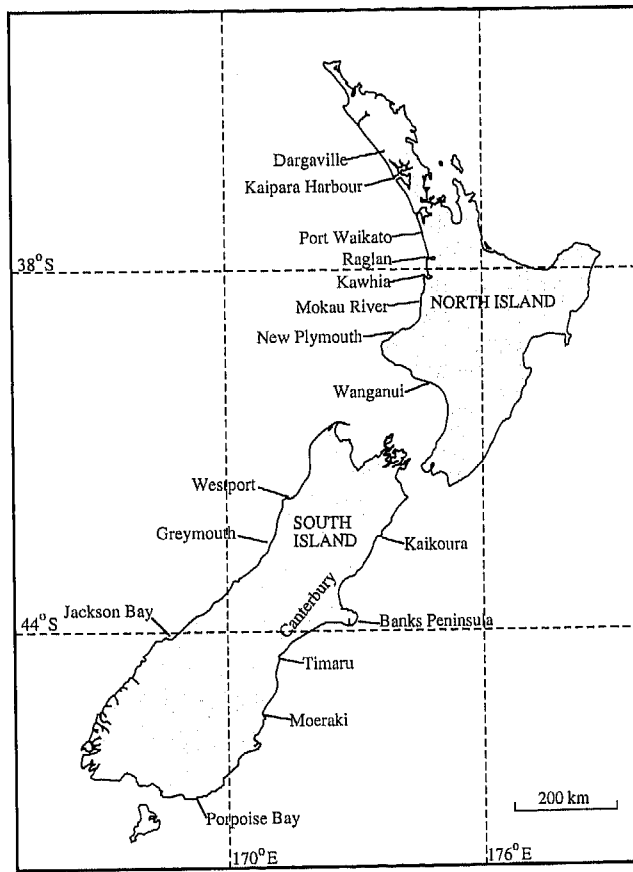 Dargaville
Kaipara Harbour
Port Waikato
Raglan
38°S
Kawhia
NORTH ISLAND
Mokau River
New Plymouth
Wanganui
Westport
SOUTH
ISLAND
Greymouth
Kaikoura
Canterbury
Jackson Bay
44°S
Banks Peninsula
Timaru
Moeraki
200 km
Porpoise Bay
170°E
176°E